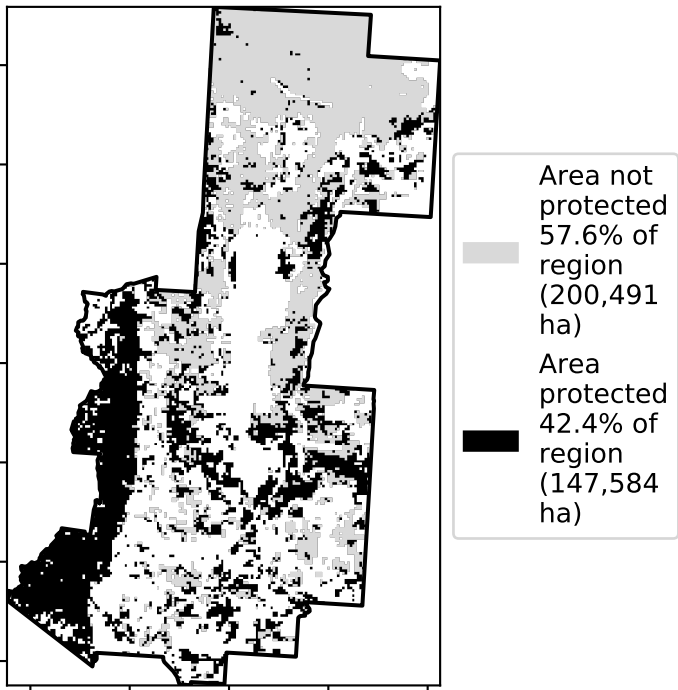 Area not
protected
57.6% of
region
(200,491
ha)
Area
protected
42.4% of
region
(147,584
ha)